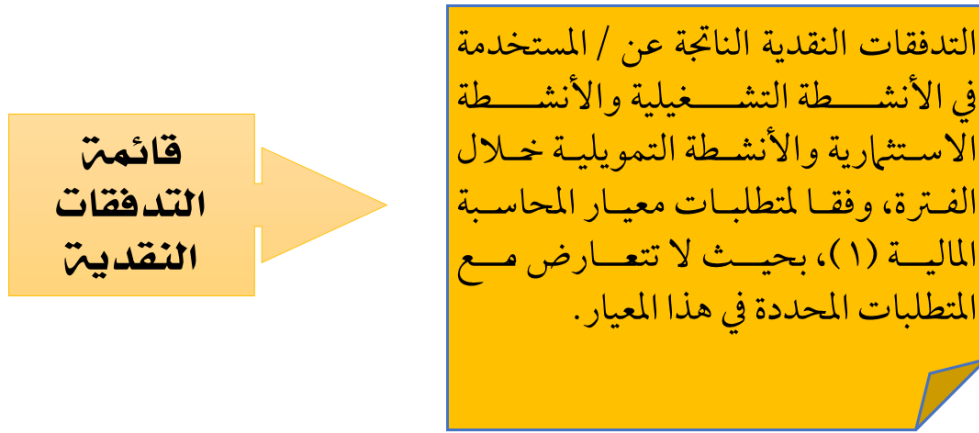 قائمة
التدفقات
النقدية
التدفقات النقدية الناتجة عن / المستخدمة
في الأنشطة التشغيلية والأنشطة
الاستثمارية والأنشطة التمويلية خلال
الفترة، وفقا لمتطلبات معيار المحاسبة
المالية (١)، بحيث لا تتعارض مع
المتطلبات المحددة في هذا المعيار.